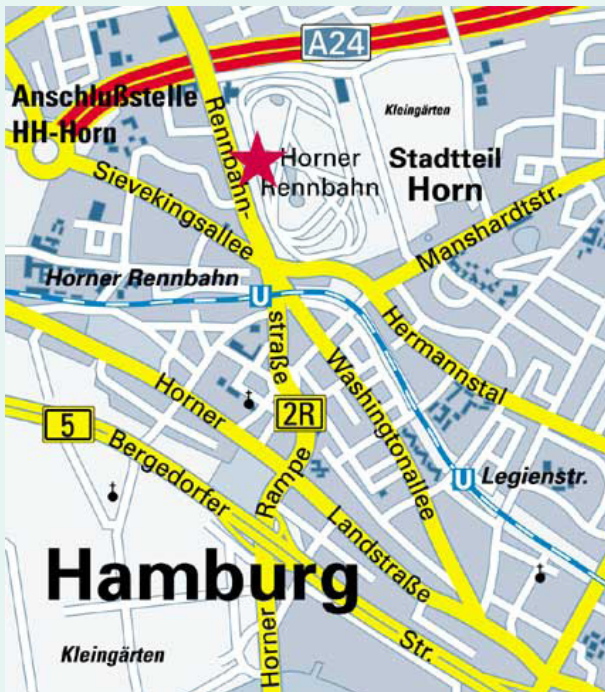 A24
Anschlußstelle
HH-Horn
Kleingärten
Rennbahn-
Horner
Rennbahn
Stadtteil
Horn
Sievekingsallee
Manshardtstr.
Horner Rennbahn
U
straße
Hermannstal
Horner
Washingtonallee
5
2R
Bergedorfer
Rampe
U
Legienstr.
Landstraße
Hamburg
Horner
Str.
Kleingärten